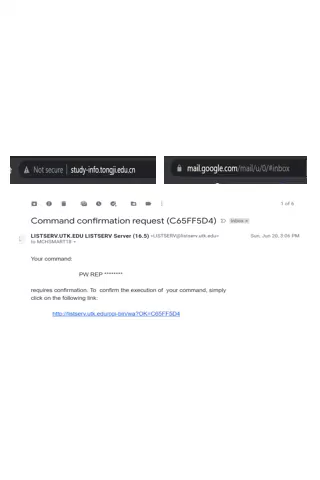 Not secure | study-info.tongji.edu.cn
mail.google.com/mail/u/0/#inbox
1 of 6
Command confirmation request (C65FF5D4) Inbox ×
LISTSERV.UTK.EDU LISTSERV Server (16.5) <LISTSERV@listserv.utk.edu> Sun, Jun 28, 5:06 PM
to
Your command:
PW REP ********
requires confirmation. To confirm the execution of your command, simply
click on the following link:
http://listserv.utk.edu/cgi-bin/wa?OK=C65FF5D4